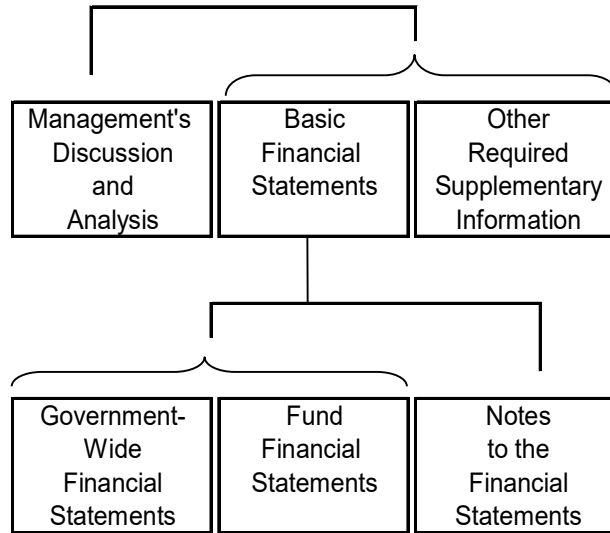 Management's
Discussion
and
Analysis
Basic
Financial
Statements
Other
Required
Supplementary
Information
Government-
Wide
Financial
Statements
Fund
Financial
Statements
Notes
to the
Financial
Statements